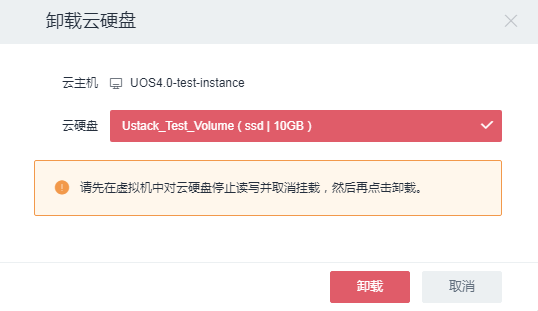 卸载云硬盘
云主机 UOS4.0-test-instance
云硬盘 Ustack_Test_Volume ( ssd | 10GB )
请先在虚拟机中对云硬盘停止读写并取消挂载，然后再点击卸载。
卸载 取消